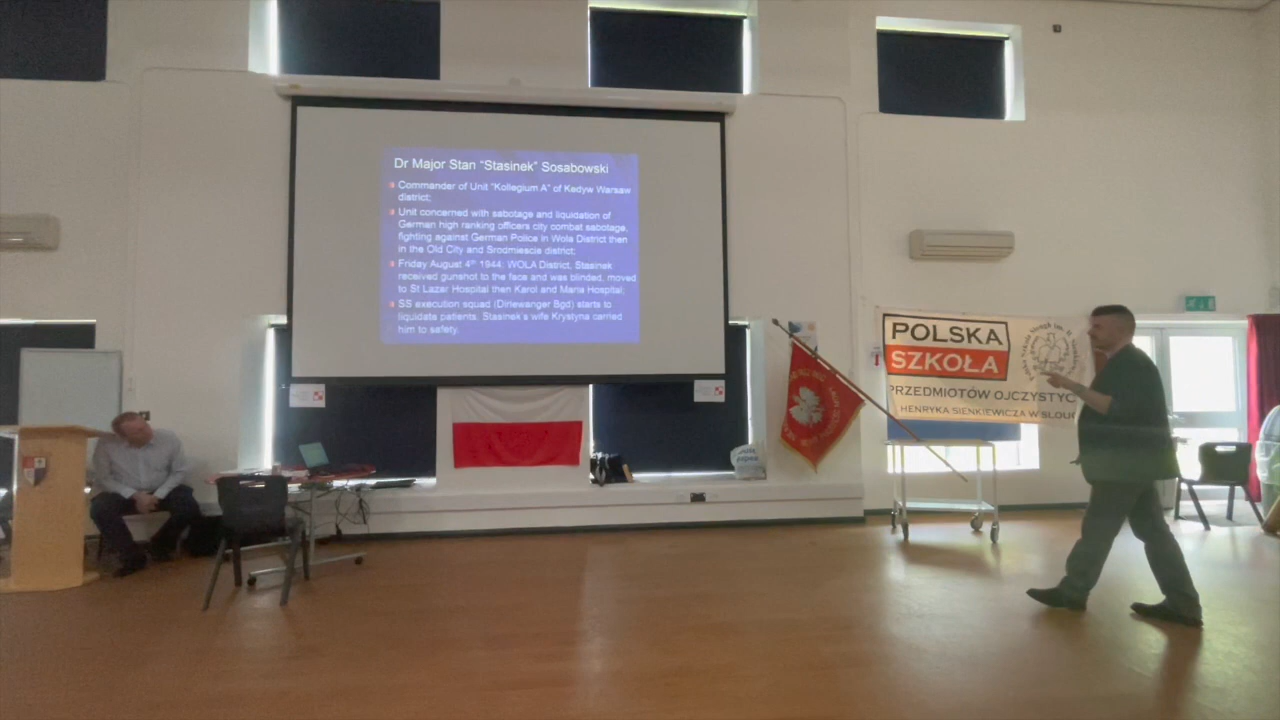 Dr Major Stan "Stasinek" Sosabowski
Commander of Unit "Kollegium A" of Kedyw Warsaw
district;
Unit concerned with sabotage and liquidation of
German high ranking officers city combat sabotage,
fighting against German Police in Wola District then
in the Old City and Srodmiescie district;
Friday August 4th 1944: WOLA District, Stasinek
received gunshot to the face and was blinded, moved
to St Lazar Hospital then Karol and Maria Hospital;
SS execution squad (Dirlewanger Bgd) starts to
liquidate patients. Stasinek's wife Krystyna carried
him to safety.
POLSKA
SZKOŁA
PRZEDMIOTÓW OJCZYSTYC
HENRYKA SIENKIEWICZA W SLOUG